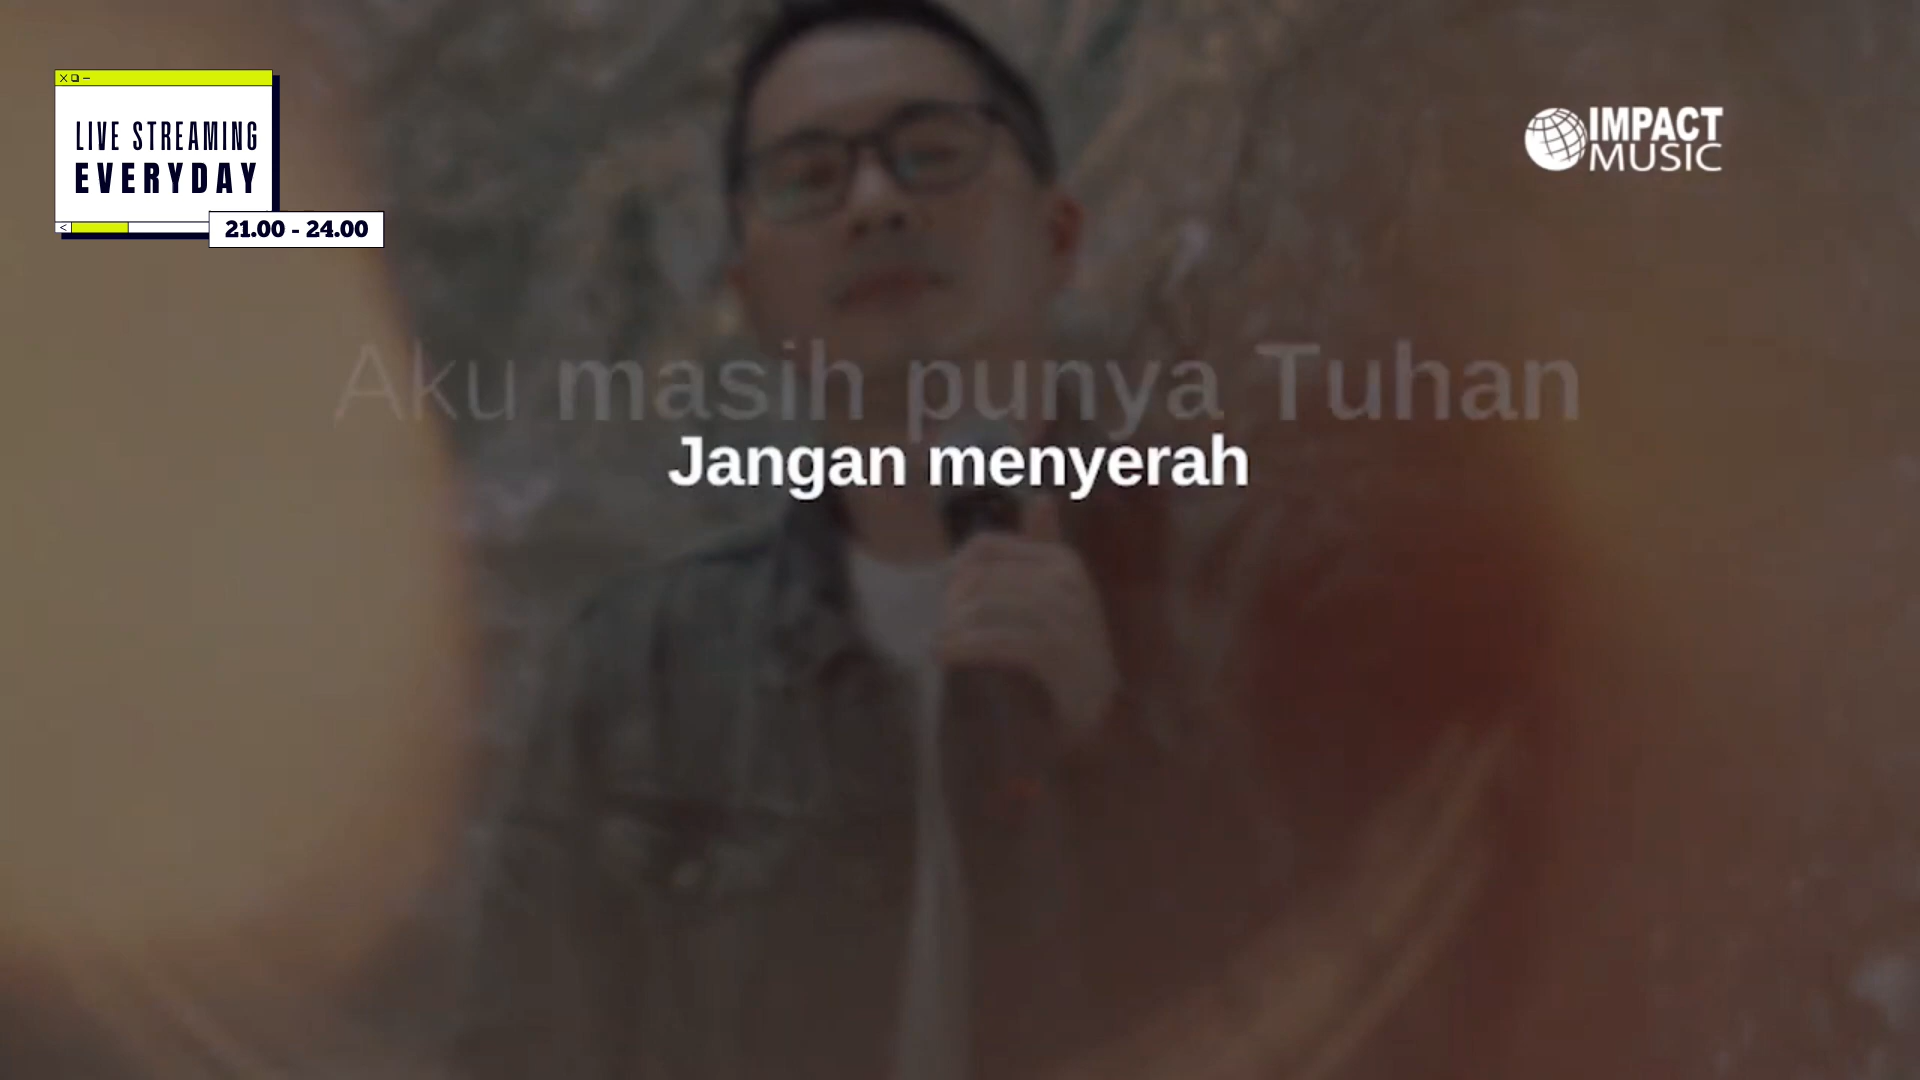 LIVE STREAMING
EVERYDAY
21.00 - 24.00
IMPACT
MUSIC
Aku masih punya Tuhan
Jangan menyerah